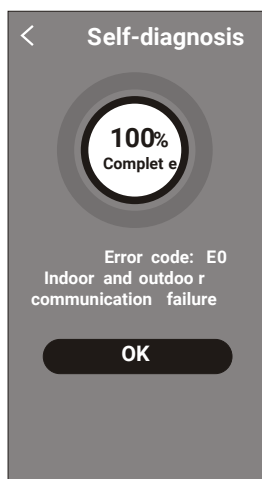 Self-diagnosis
100%
Complet e
Error code: E0
Indoor and outdoo r
communication failure
OK